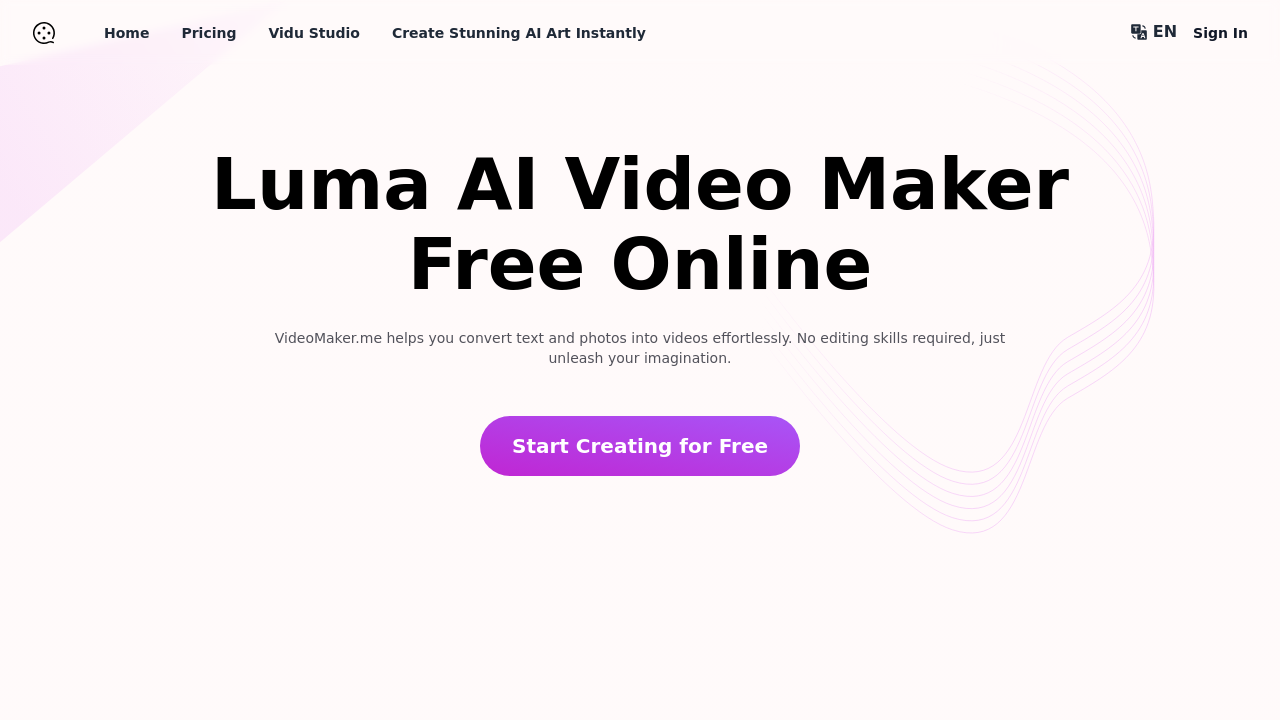 Home Pricing Vidu Studio Create Stunning AI Art Instantly EN Sign In
Luma AI Video Maker
Free Online
VideoMaker.me helps you convert text and photos into videos effortlessly. No editing skills required, just
unleash your imagination.
Start Creating for Free